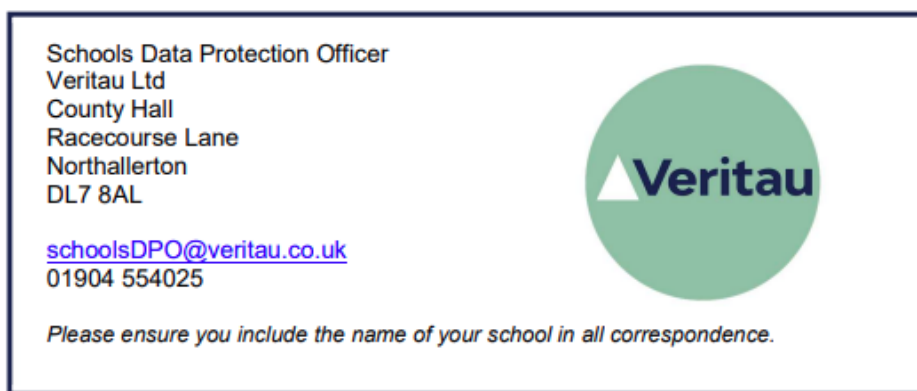 Schools Data Protection Officer
Veritau Ltd
County Hall
Racecourse Lane
Northallerton
DL7 8AL
schoolsDPO@veritau.co.uk
01904 554025
Please ensure you include the name of your school in all correspondence.
Veritau